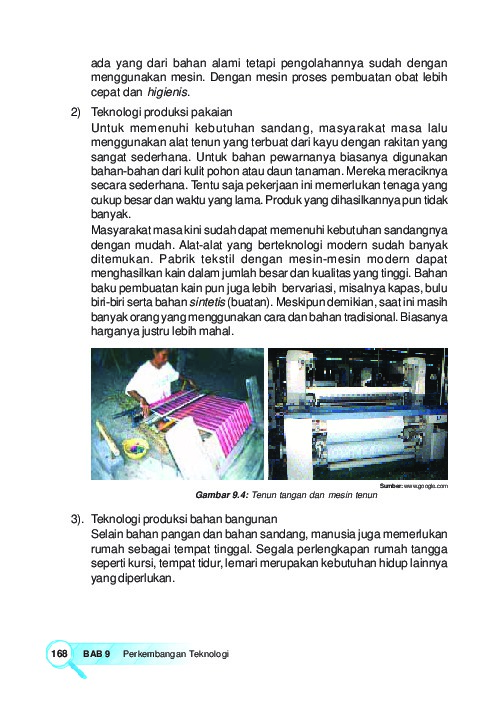 ada yang dari bahan alami tetapi pengolahannya sudah dengan
menggunakan mesin. Dengan mesin proses pembuatan obat lebih
cepat dan higienis.
2) Teknologi produksi pakaian
Untuk memenuhi kebutuhan sandang, masyarakat masa lalu
menggunakan alat tenun yang terbuat dari kayu dengan rakitan yang
sangat sederhana. Untuk bahan pewarnanya biasanya digunakan
bahan-bahan dari kulit pohon atau daun tanaman. Mereka meraciknya
secara sederhana. Tentu saja pekerjaan ini memerlukan tenaga yang
cukup besar dan waktu yang lama. Produk yang dihasilkannya pun tidak
banyak.
Masyarakat masa kini sudah dapat memenuhi kebutuhan sandangnya
dengan mudah. Alat-alat yang berteknologi modern sudah banyak
ditemukan. Pabrik tekstil dengan mesin-mesin modern dapat
menghasilkan kain dalam jumlah besar dan kualitas yang tinggi. Bahan
baku pembuatan kain pun juga lebih bervariasi, misalnya kapas, bulu
biri-biri serta bahan sintetis (buatan). Meskipun demikian, saat ini masih
banyak orang yang menggunakan cara dan bahan tradisional. Biasanya
harganya justru lebih mahal.
Sumber: www.google.com
Gambar 9.4: Tenun tangan dan mesin tenun
3). Teknologi produksi bahan bangunan
Selain bahan pangan dan bahan sandang, manusia juga memerlukan
rumah sebagai tempat tinggal. Segala perlengkapan rumah tangga
seperti kursi, tempat tidur, lemari merupakan kebutuhan hidup lainnya
yang diperlukan.
168 BAB 9 Perkembangan Teknologi